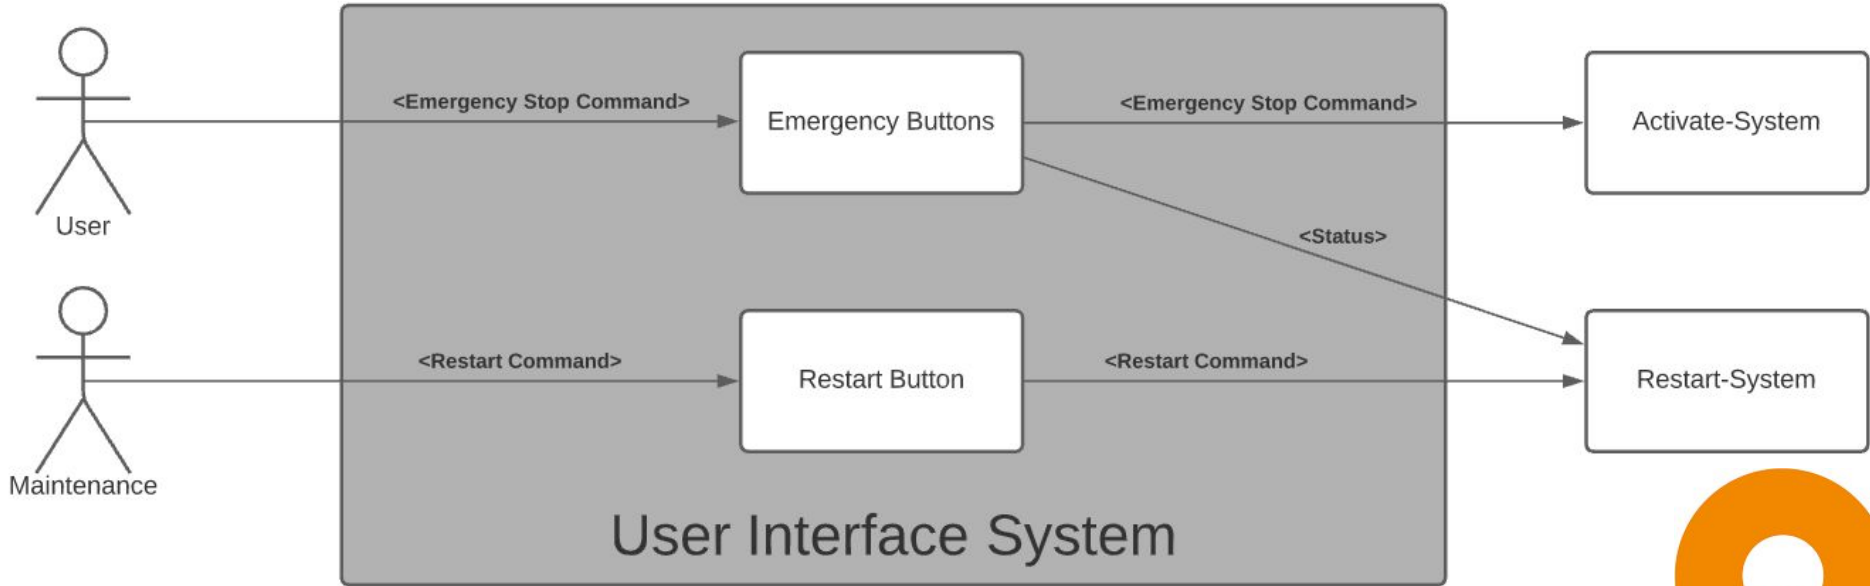 <Emergency Stop Command>
Emergency Buttons
<Emergency Stop Command>
Activate-System
User
<Status>
<Restart Command>
Restart Button
<Restart Command>
Restart-System
Maintenance
User Interface System